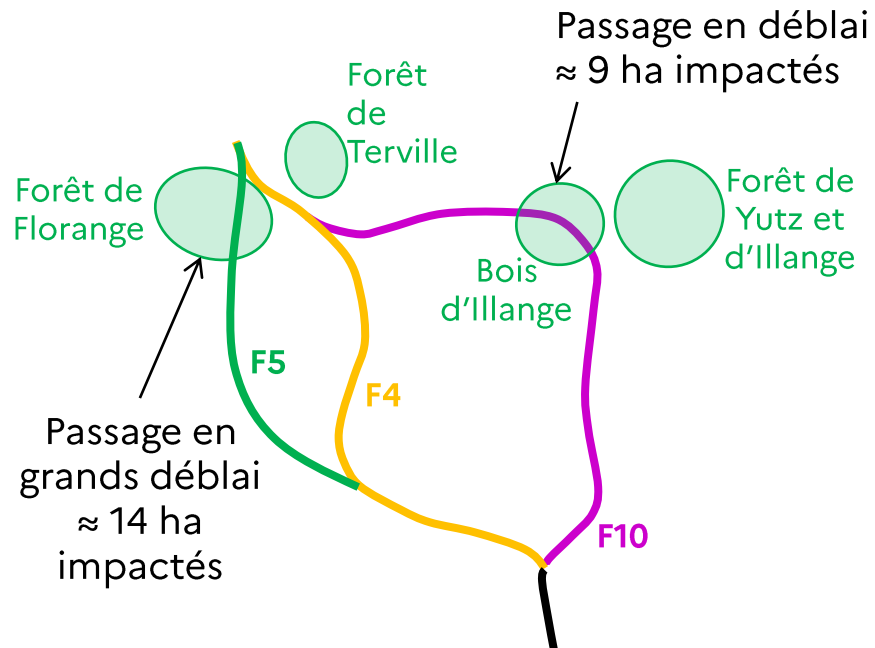 Passage en déblai
≈ 9 ha impactés
Forêt
de
Terville
Forêt de
Florange
Forêt de
Yutz et
d’Illange
Bois
d’Illange
F5
F4
Passage en
grands déblai
≈ 14 ha
impactés
F10